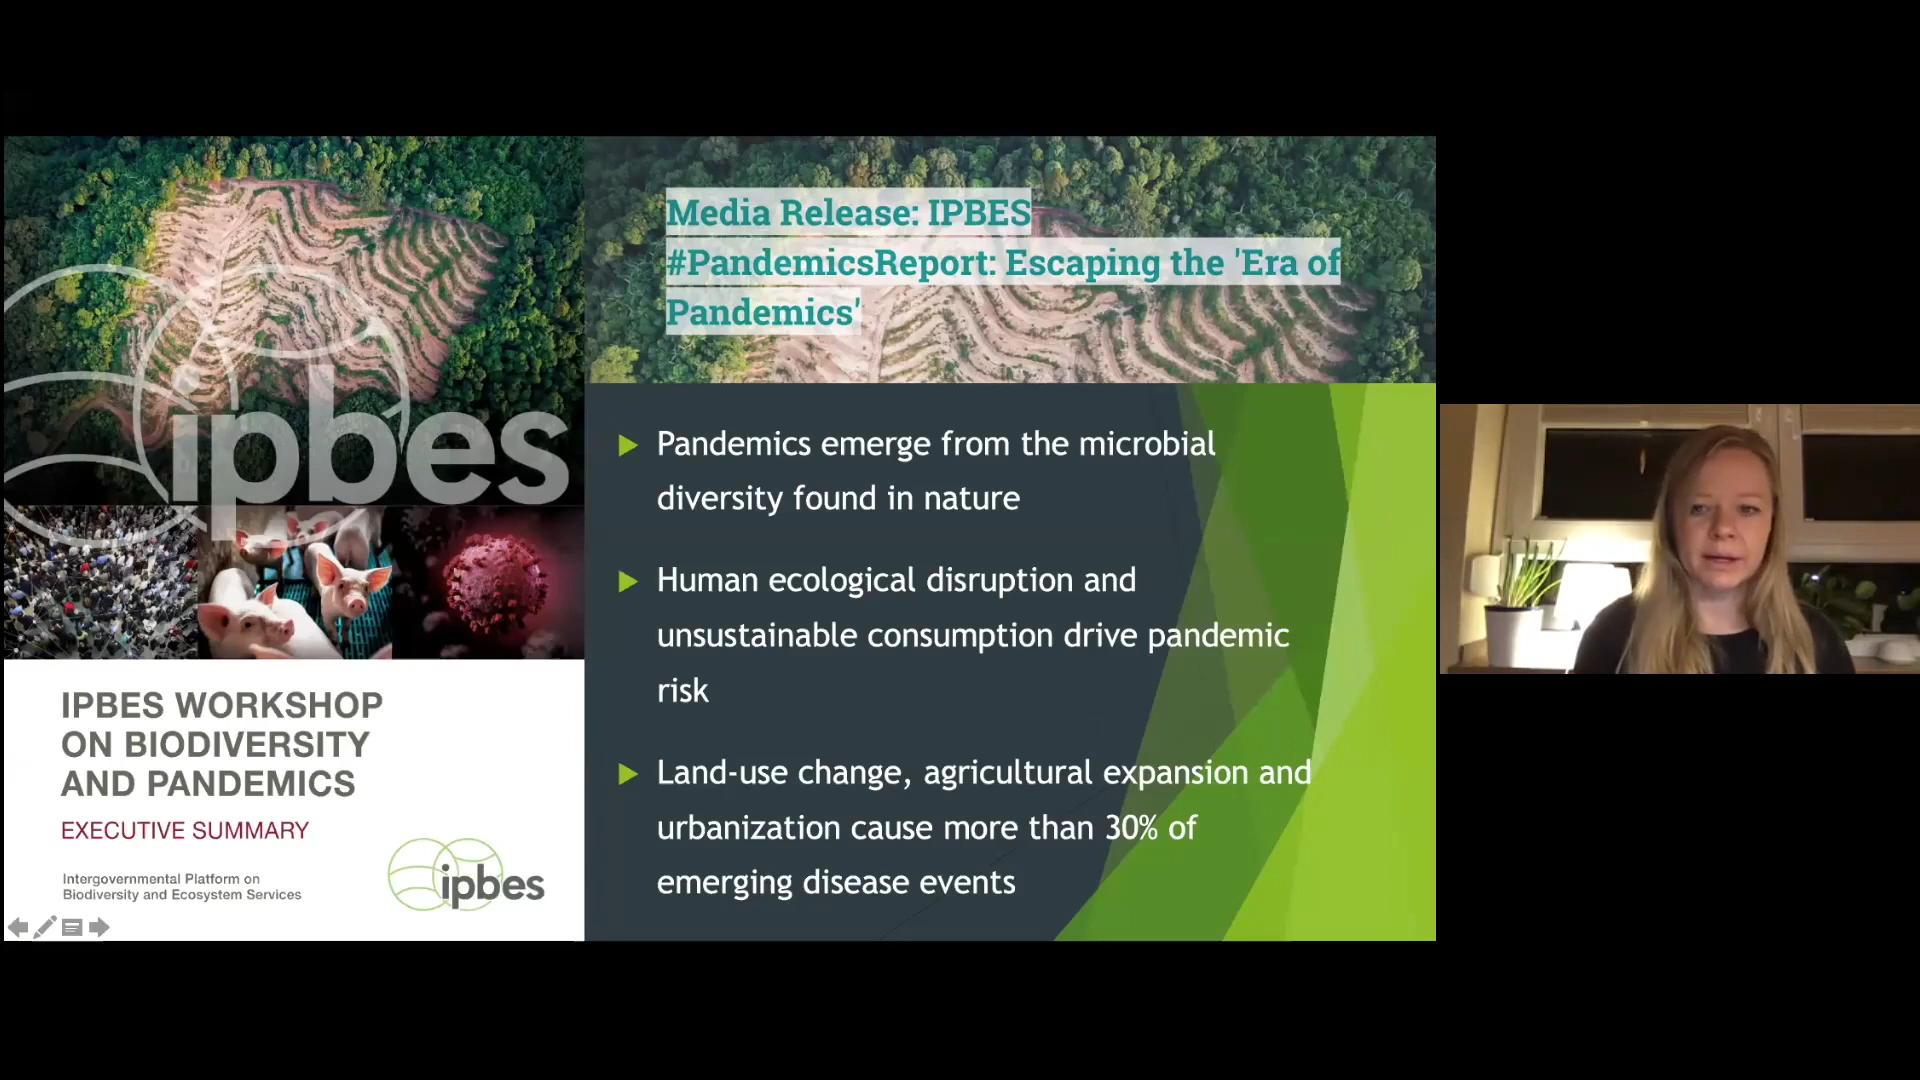 ipbes
IPBES WORKSHOP
ON BIODIVERSITY
AND PANDEMICS
EXECUTIVE SUMMARY
Intergovernmental Platform on
Biodiversity and Ecosystem Services
ipbes
Media Release: IPBES
#PandemicsReport: Escaping the 'Era of
Pandemics'
Pandemics emerge from the microbial
diversity found in nature
Human ecological disruption and
unsustainable consumption drive pandemic
risk
Land-use change, agricultural expansion and
urbanization cause more than 30% of
emerging disease events